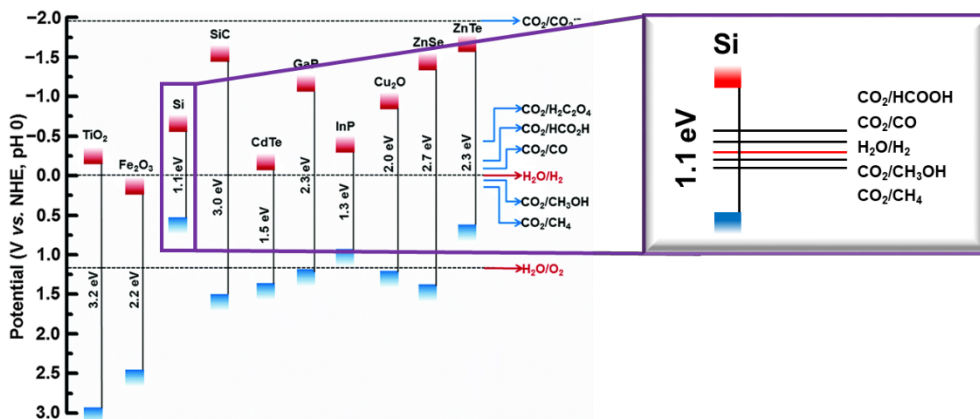 Potential (V vs. NHE, pH 0)
−2.0
−1.5
−1.0
−0.5
0.0
0.5
1.0
1.5
2.0
2.5
3.0
TiO₂
3.2 eV
Fe₂O₃
2.2 eV
Si
1.1 eV
SiC
3.0 eV
CdTe
1.5 eV
GaP
2.3 eV
InP
1.3 eV
Cu₂O
2.0 eV
ZnSe
2.7 eV
ZnTe
2.3 eV
CO₂/CO₂·−
CO₂/H₂C₂O₄
CO₂/HCO₂H
CO₂/CO
H₂O/H₂
CO₂/CH₃OH
CO₂/CH₄
H₂O/O₂
Si
1.1 eV
CO₂/HCOOH
CO₂/CO
H₂O/H₂
CO₂/CH₃OH
CO₂/CH₄